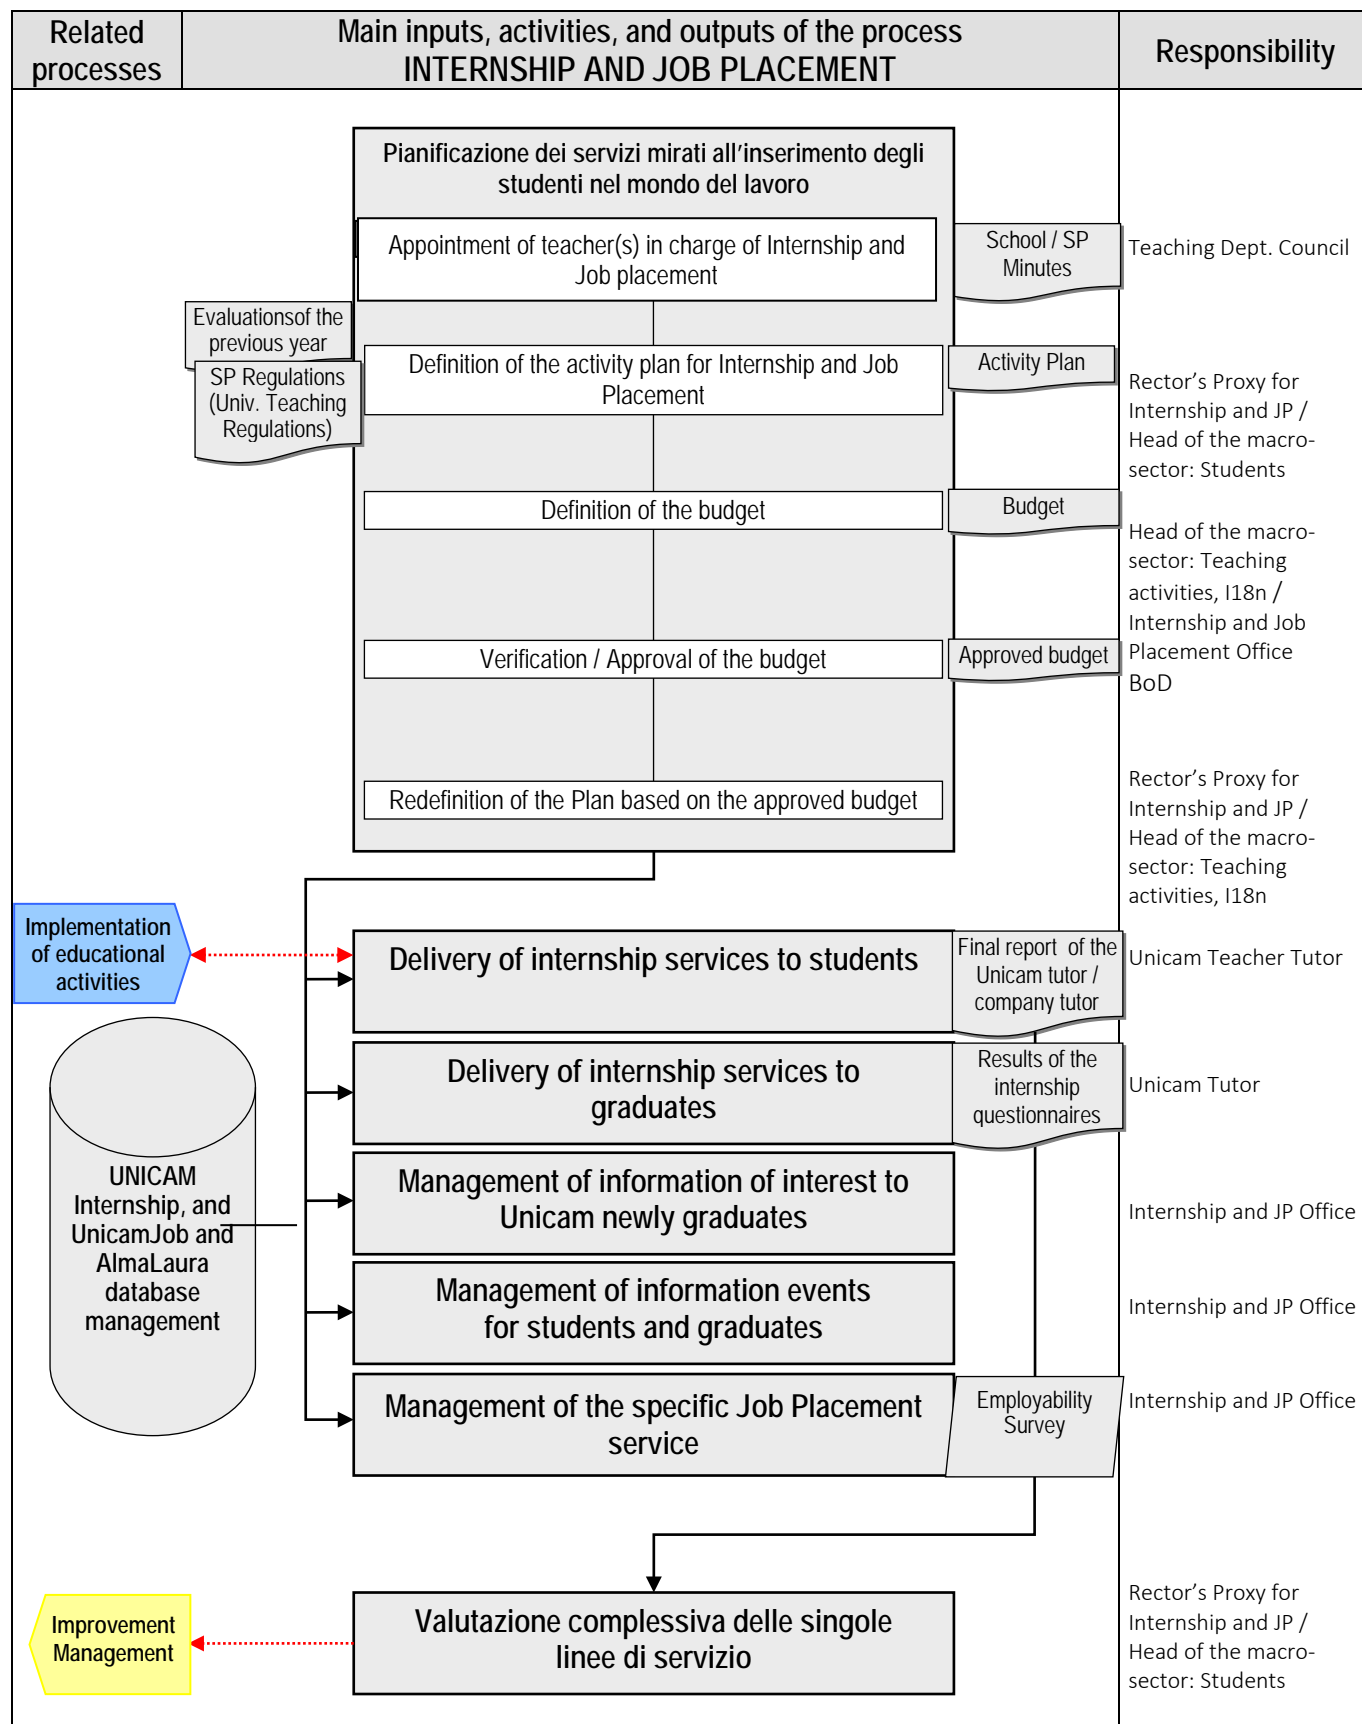 Related
processes
Main inputs, activities, and outputs of the process
INTERNSHIP AND JOB PLACEMENT
Responsibility
Pianificazione dei servizi mirati all’inserimento degli
studenti nel mondo del lavoro
Appointment of teacher(s) in charge of Internship and
Job placement
School / SP
Minutes
Teaching Dept. Council
Evaluationsof the
previous year
SP Regulations
(Univ. Teaching
Regulations)
Definition of the activity plan for Internship and Job
Placement
Activity Plan
Rector’s Proxy for
Internship and JP /
Head of the macro-
sector: Students
Definition of the budget
Budget
Head of the macro-
sector: Teaching
activities, I18n /
Internship and Job
Placement Office
BoD
Verification / Approval of the budget
Approved budget
Redefinition of the Plan based on the approved budget
Rector’s Proxy for
Internship and JP /
Head of the macro-
sector: Teaching
activities, I18n
Implementation
of educational
activities
Delivery of internship services to students
Final report  of the
Unicam tutor /
company tutor
Unicam Teacher Tutor
Delivery of internship services to
graduates
Results of the
internship
questionnaires
Unicam Tutor
UNICAM
Internship, and
UnicamJob and
AlmaLaura
database
management
Management of information of interest to
Unicam newly graduates
Internship and JP Office
Management of information events
for students and graduates
Internship and JP Office
Management of the specific Job Placement
service
Employability
Survey
Internship and JP Office
Improvement
Management
Valutazione complessiva delle singole
linee di servizio
Rector’s Proxy for
Internship and JP /
Head of the macro-
sector: Students